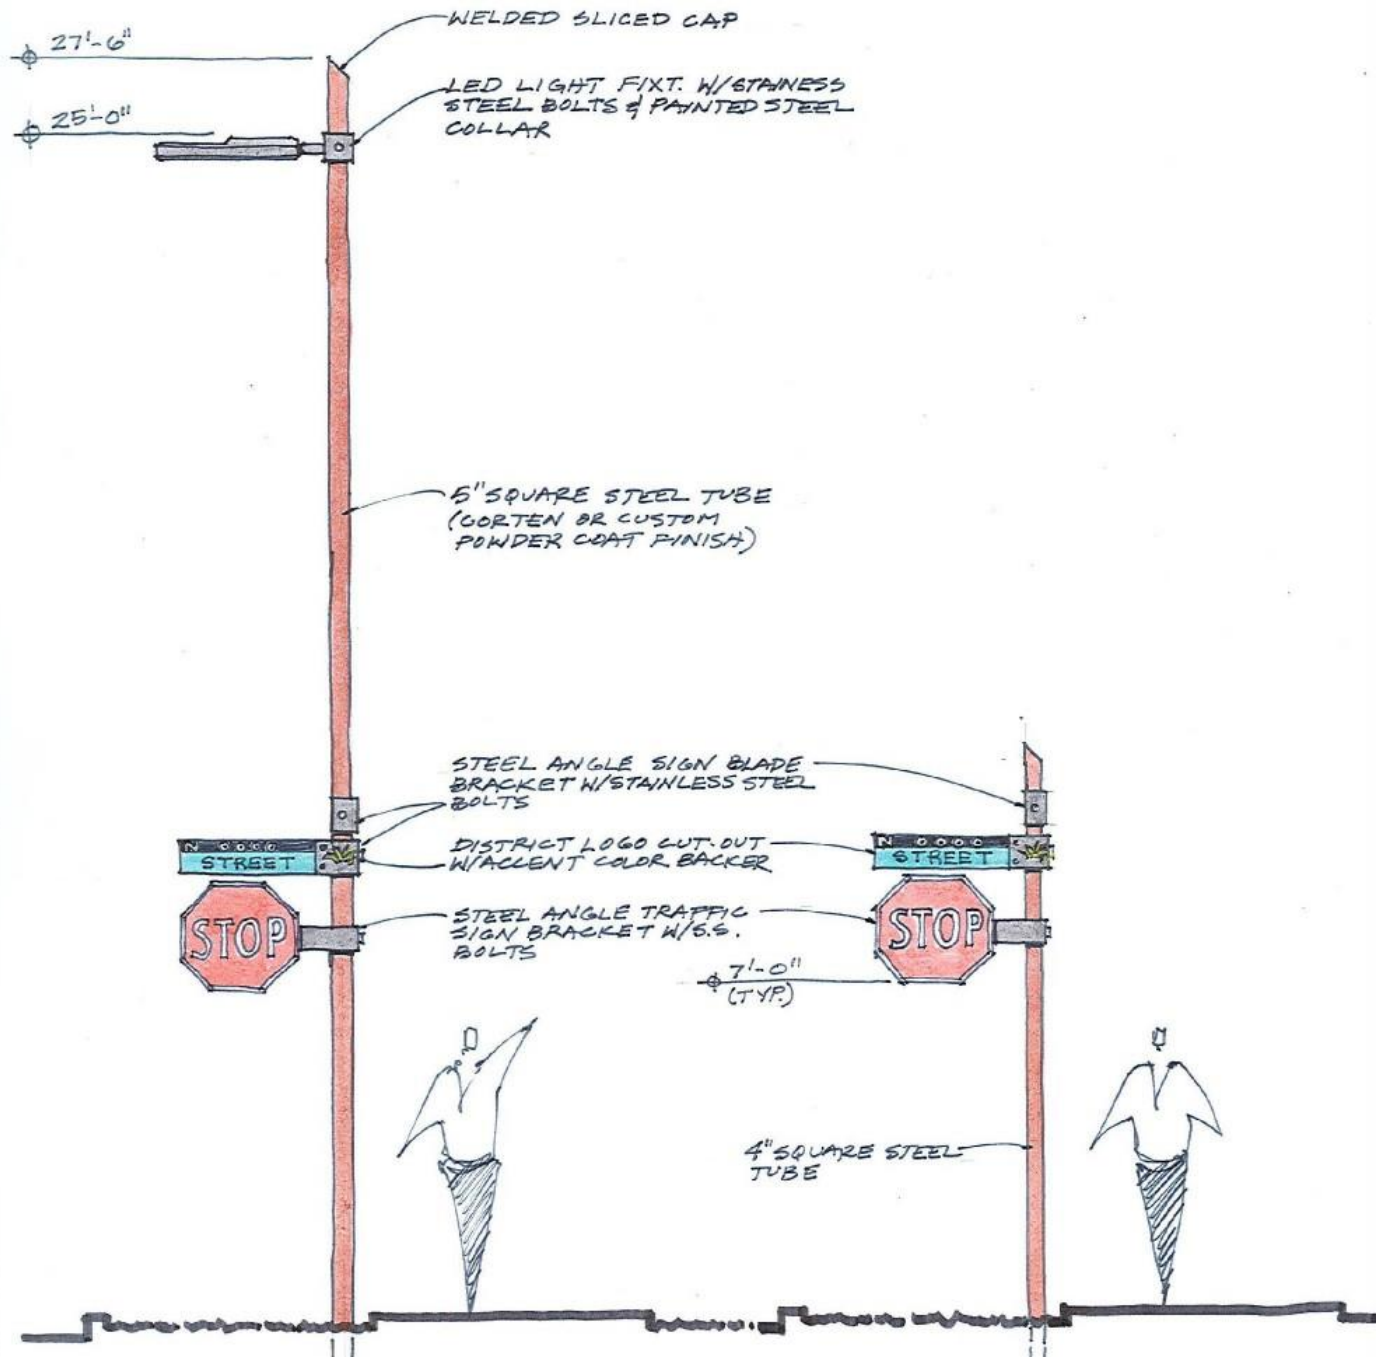 WELDED SLICED CAP
27'-6"
LED LIGHT FIXT. W/STAINESS
STEEL BOLTS & PAINTED STEEL
COLLAR
25'-0"
5" SQUARE STEEL TUBE
(CORTEN OR CUSTOM
POWDER COAT FINISH)
STEEL ANGLE SIGN BLADE
BRACKET W/STAINLESS STEEL
BOLTS
DISTRICT LOGO CUT-OUT
W/ACCENT COLOR BACKER
N 0000
STREET
N 0000
STREET
STEEL ANGLE TRAFFIC
SIGN BRACKET W/S.S.
BOLTS
STOP
STOP
7'-0"
(TYP.)
4" SQUARE STEEL
TUBE